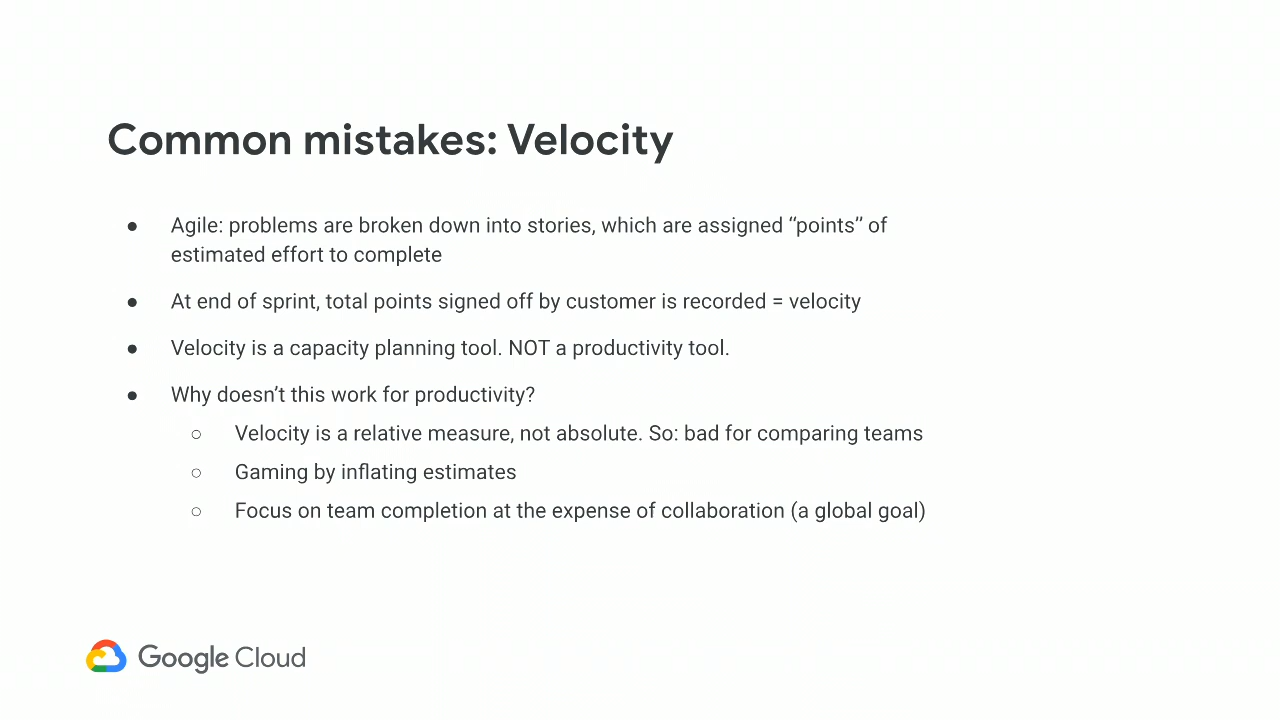 Common mistakes: Velocity
● Agile: problems are broken down into stories, which are assigned “points” of
estimated effort to complete
● At end of sprint, total points signed off by customer is recorded = velocity
● Velocity is a capacity planning tool. NOT a productivity tool.
● Why doesn’t this work for productivity?
○ Velocity is a relative measure, not absolute. So: bad for comparing teams
○ Gaming by inflating estimates
○ Focus on team completion at the expense of collaboration (a global goal)
Google Cloud